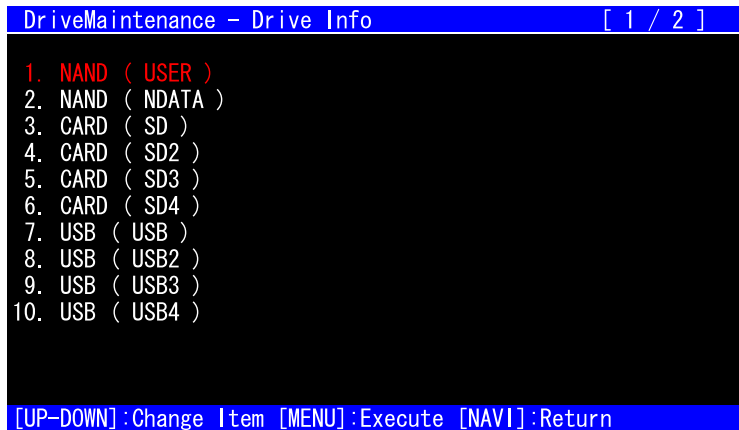 DriveMaintenance - Drive Info [ 1 / 2 ]
1. NAND ( USER )
2. NAND ( NDATA )
3. CARD ( SD )
4. CARD ( SD2 )
5. CARD ( SD3 )
6. CARD ( SD4 )
7. USB ( USB )
8. USB ( USB2 )
9. USB ( USB3 )
10. USB ( USB4 )
[UP-DOWN]:Change Item [MENU]:Execute [NAVI]:Return